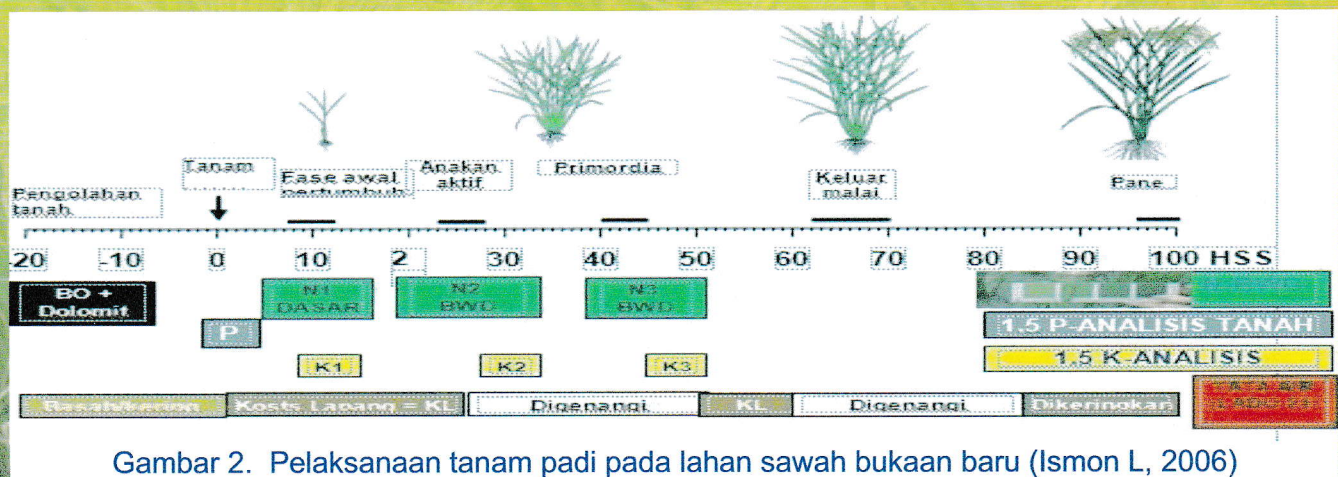 Tanam
Pengolahan
tanah
Fase awal
Anakan
aktif
Primordia
Keluar
malai
Pane
-20 -10 0 10 2 30 40 50 60 70 80 90 100 HSS
BO +
Dolomit
N1
DASAR
N2
BWD
N3
BWD
P
K1
K2
K3
1.5 P-ANALISIS TANAH
1.5 K-ANALISIS
Basah/kering
= KL
Digenangi
KL
Digenangi
Dikeringkan
Gambar 2. Pelaksanaan tanam padi pada lahan sawah bukaan baru (Ismon L, 2006)